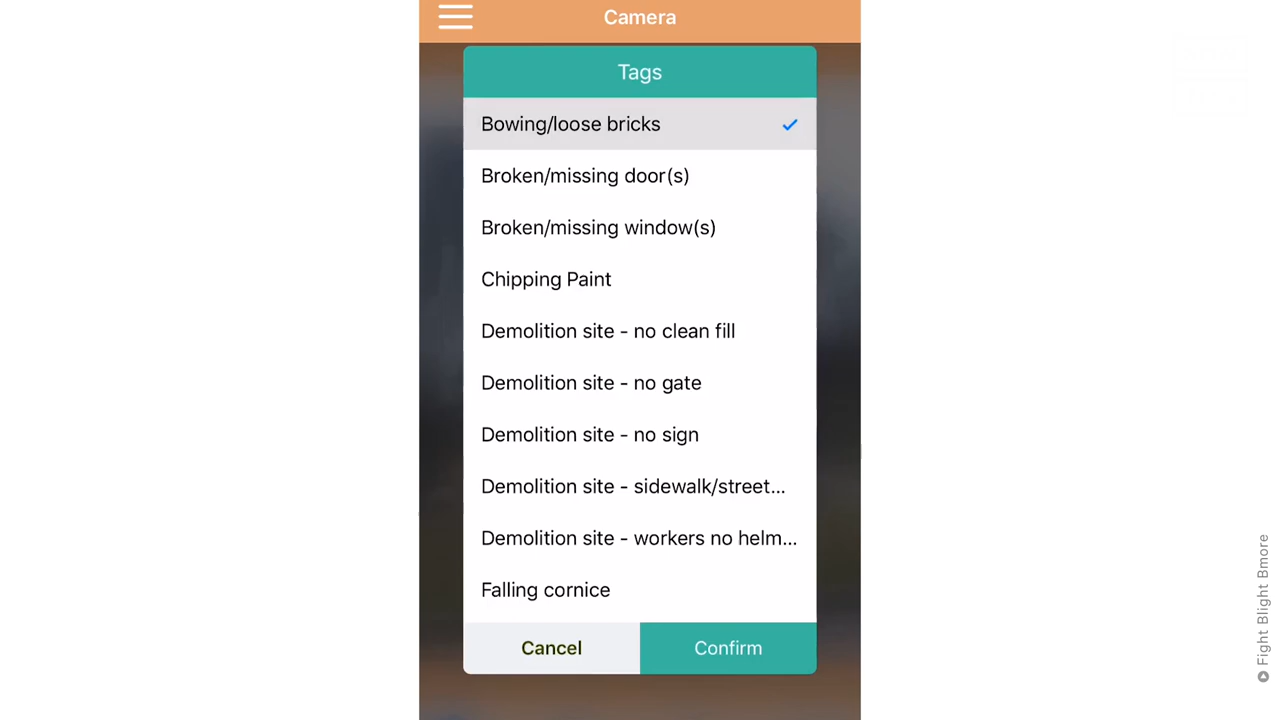 Camera
Tags
Bowing/loose bricks
Broken/missing door(s)
Broken/missing window(s)
Chipping Paint
Demolition site - no clean fill
Demolition site - no gate
Demolition site - no sign
Demolition site - sidewalk/street...
Demolition site - workers no helm...
Falling cornice
Cancel
Confirm
Fight Blight Bmore